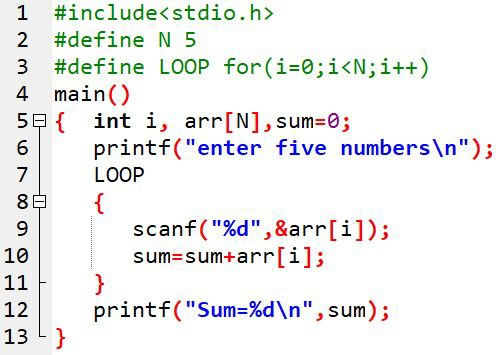 1 #include<stdio.h>
2 #define N 5
3 #define LOOP for(i=0;i<N;i++)
4 main()
5 { int i, arr[N],sum=0;
6 printf("enter five numbers\n");
7 LOOP
8 {
9 scanf("%d",&arr[i]);
10 sum=sum+arr[i];
11 }
12 printf("Sum=%d\n",sum);
13 }